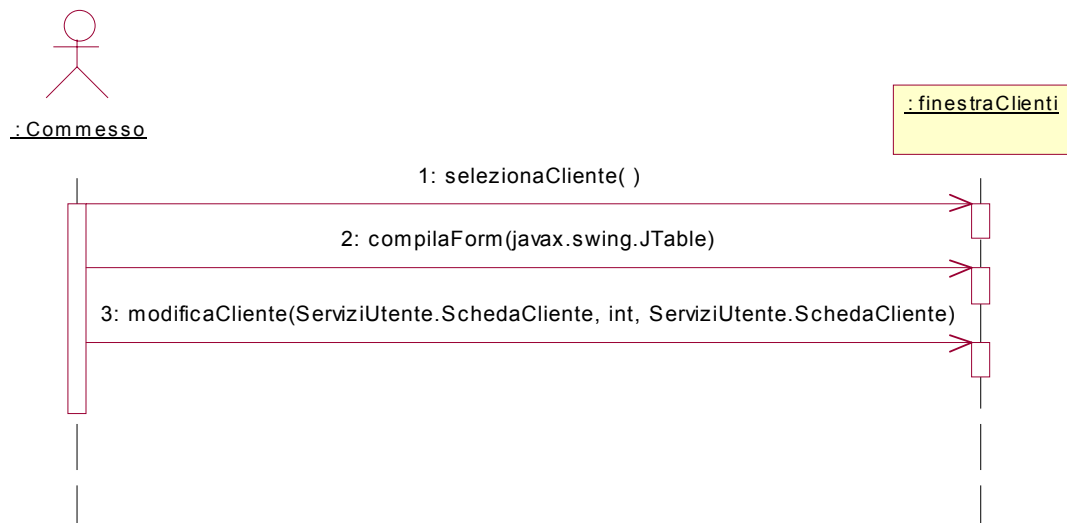 : Commesso
: finestraClienti
1: selezionaCliente( )
2: compilaForm(javax.swing.JTable)
3: modificaCliente(ServiziUtente.SchedaCliente, int, ServiziUtente.SchedaCliente)